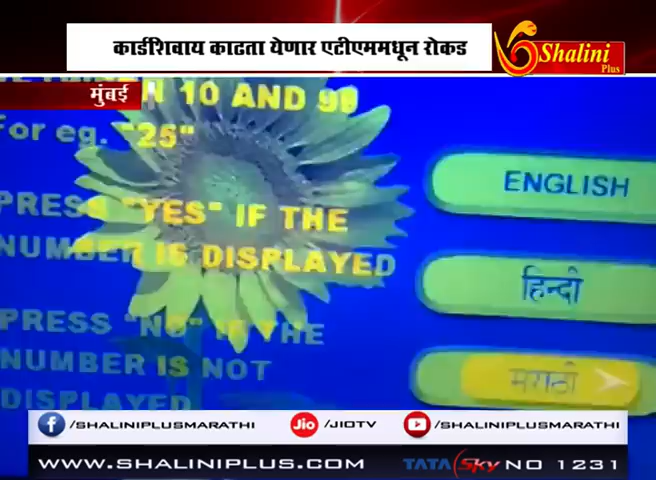 कार्डशिवाय काढता येणार एटीएममधून रोकड
Shalini
Plus
मुंबई
10 AND 99
For eg. "25"
PRESS "YES" IF THE
NUMBER IS DISPLAYED
PRESS "NO" IF THE
NUMBER IS NOT
DISPLAYED
ENGLISH
हिन्दी
मराठी
/SHALINIPLUSMARATHI
Jio /JIOTV
/SHALINIPLUSMARATHI
WWW.SHALINIPLUS.COM
TATA Sky NO 1231